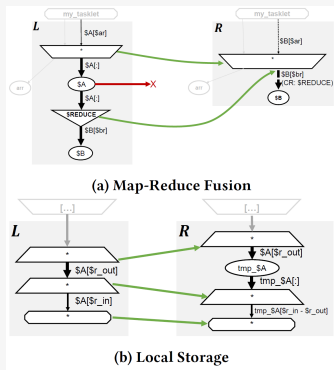 L
my_tasklet
$A[$ar]
*
$A[:]
arr
$A
X
$A[:]
$REDUCE
$B[$br]
$B
R
my_tasklet
$B[$ar]
*
arr
$B[$br]
(CR: $REDUCE)
$B
(a) Map-Reduce Fusion
[...]
L
*
$A[$r_out]
*
$A[$r_in]
*
[...]
R
*
$A[$r_out]
tmp_$A
tmp_$A[:]
*
tmp_$A[$r_in - $r_out]
*
(b) Local Storage